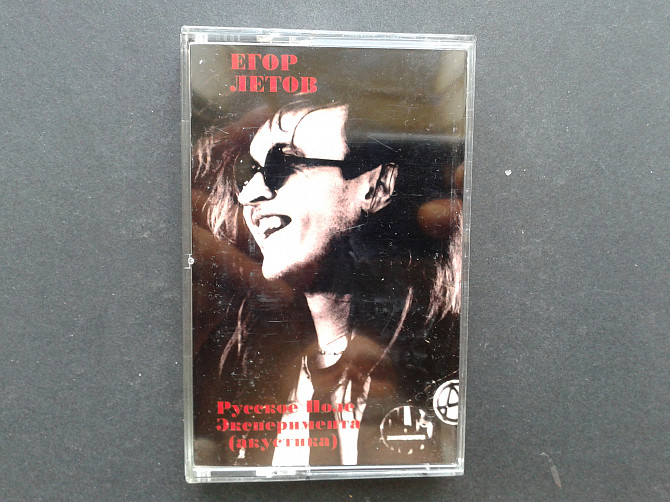 ЕГОР
ЛЕТОВ
Русское Поле
Эксперимента
(акустика)